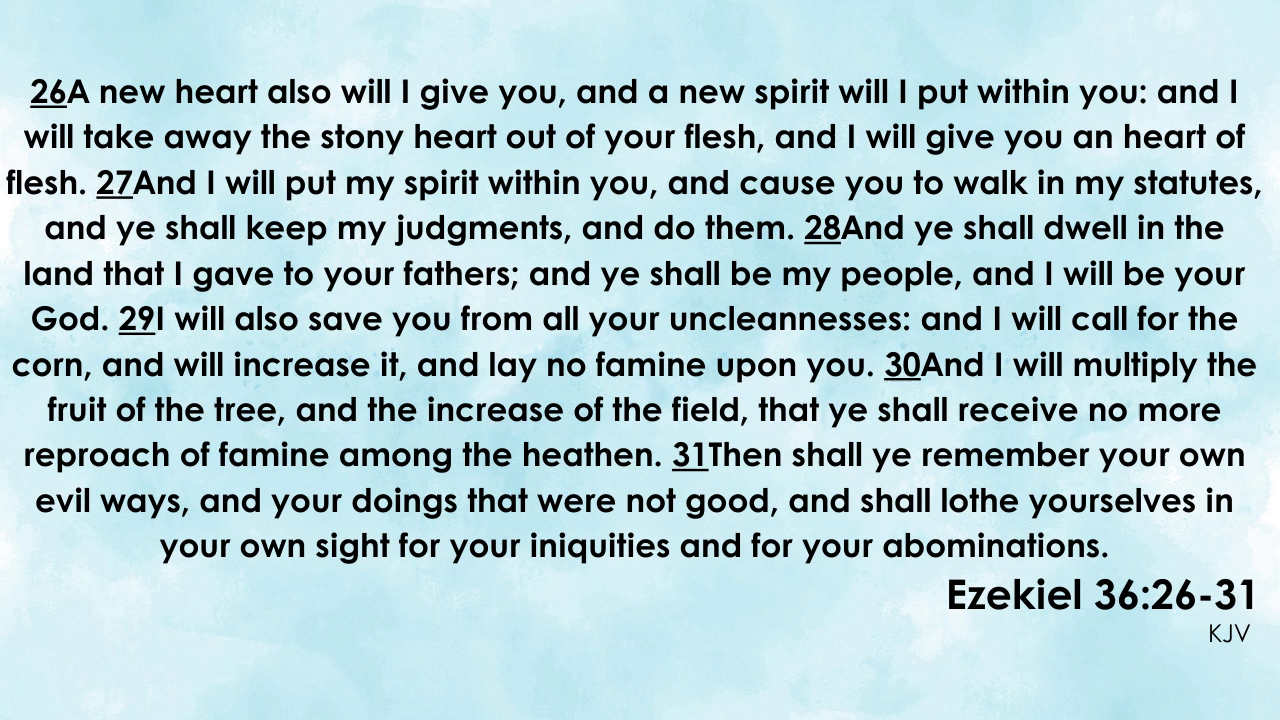 26A new heart also will I give you, and a new spirit will I put within you: and I
will take away the stony heart out of your flesh, and I will give you an heart of
flesh. 27And I will put my spirit within you, and cause you to walk in my statutes,
and ye shall keep my judgments, and do them. 28And ye shall dwell in the
land that I gave to your fathers; and ye shall be my people, and I will be your
God. 29I will also save you from all your uncleannesses: and I will call for the
corn, and will increase it, and lay no famine upon you. 30And I will multiply the
fruit of the tree, and the increase of the field, that ye shall receive no more
reproach of famine among the heathen. 31Then shall ye remember your own
evil ways, and your doings that were not good, and shall lothe yourselves in
your own sight for your iniquities and for your abominations.
Ezekiel 36:26-31
KJV